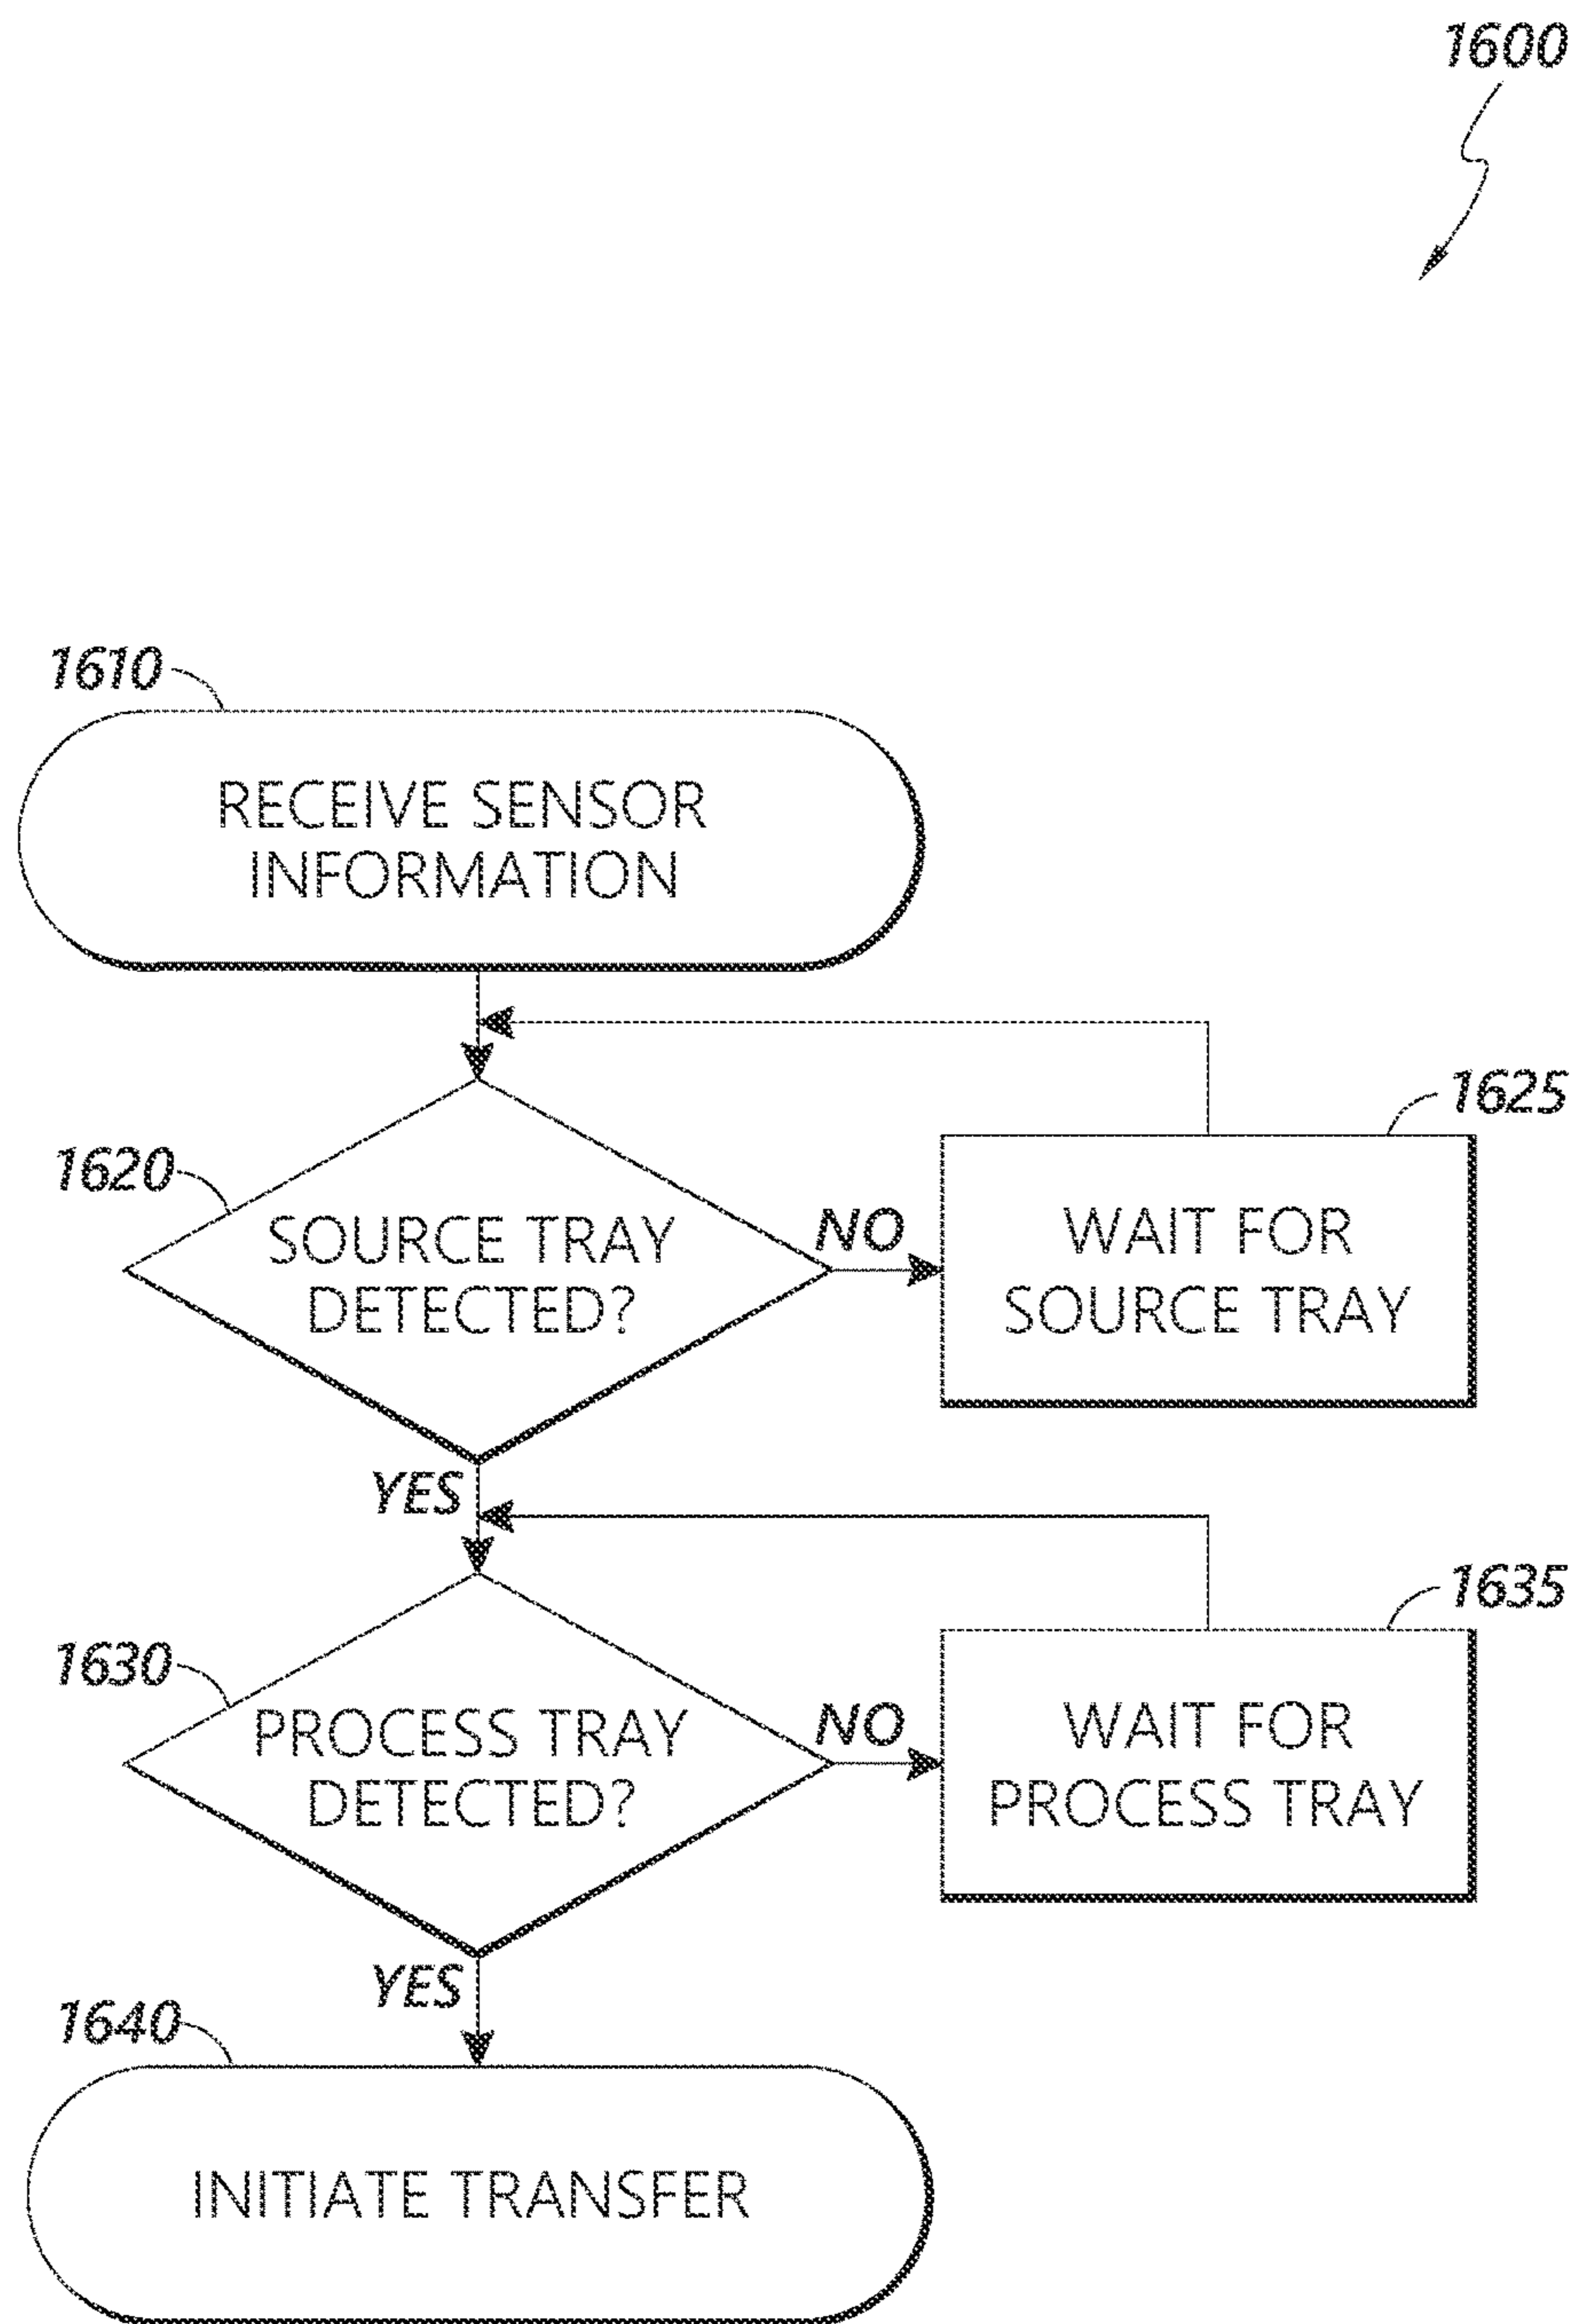 1600
1610
RECEIVE SENSOR
INFORMATION
1620
SOURCE TRAY
DETECTED?
NO
1625
WAIT FOR
SOURCE TRAY
YES
1630
PROCESS TRAY
DETECTED?
NO
1635
WAIT FOR
PROCESS TRAY
YES
1640
INITIATE TRANSFER